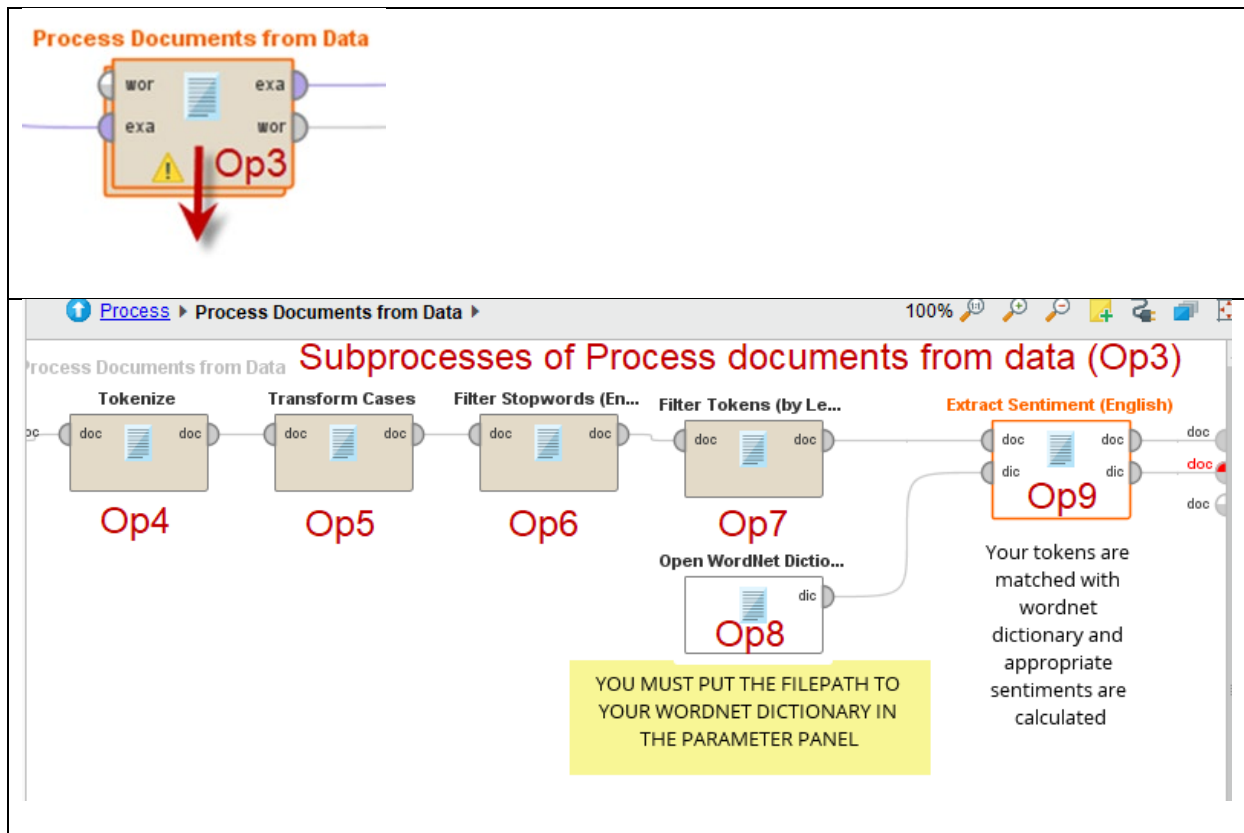 Process Documents from Data
wor exa
exa wor
Op3
Process ▸ Process Documents from Data ▸ 100%
Process Documents from Data Subprocesses of Process documents from data (Op3)
Tokenize Transform Cases Filter Stopwords (En... Filter Tokens (by Le... Extract Sentiment (English)
doc doc doc doc doc doc doc doc doc doc doc doc
dic dic doc
doc
Op4 Op5 Op6 Op7 Op9
Open WordNet Dictio...
dic
Op8
Your tokens are
matched with
wordnet
dictionary and
appropriate
sentiments are
calculated
YOU MUST PUT THE FILEPATH TO
YOUR WORDNET DICTIONARY IN
THE PARAMETER PANEL